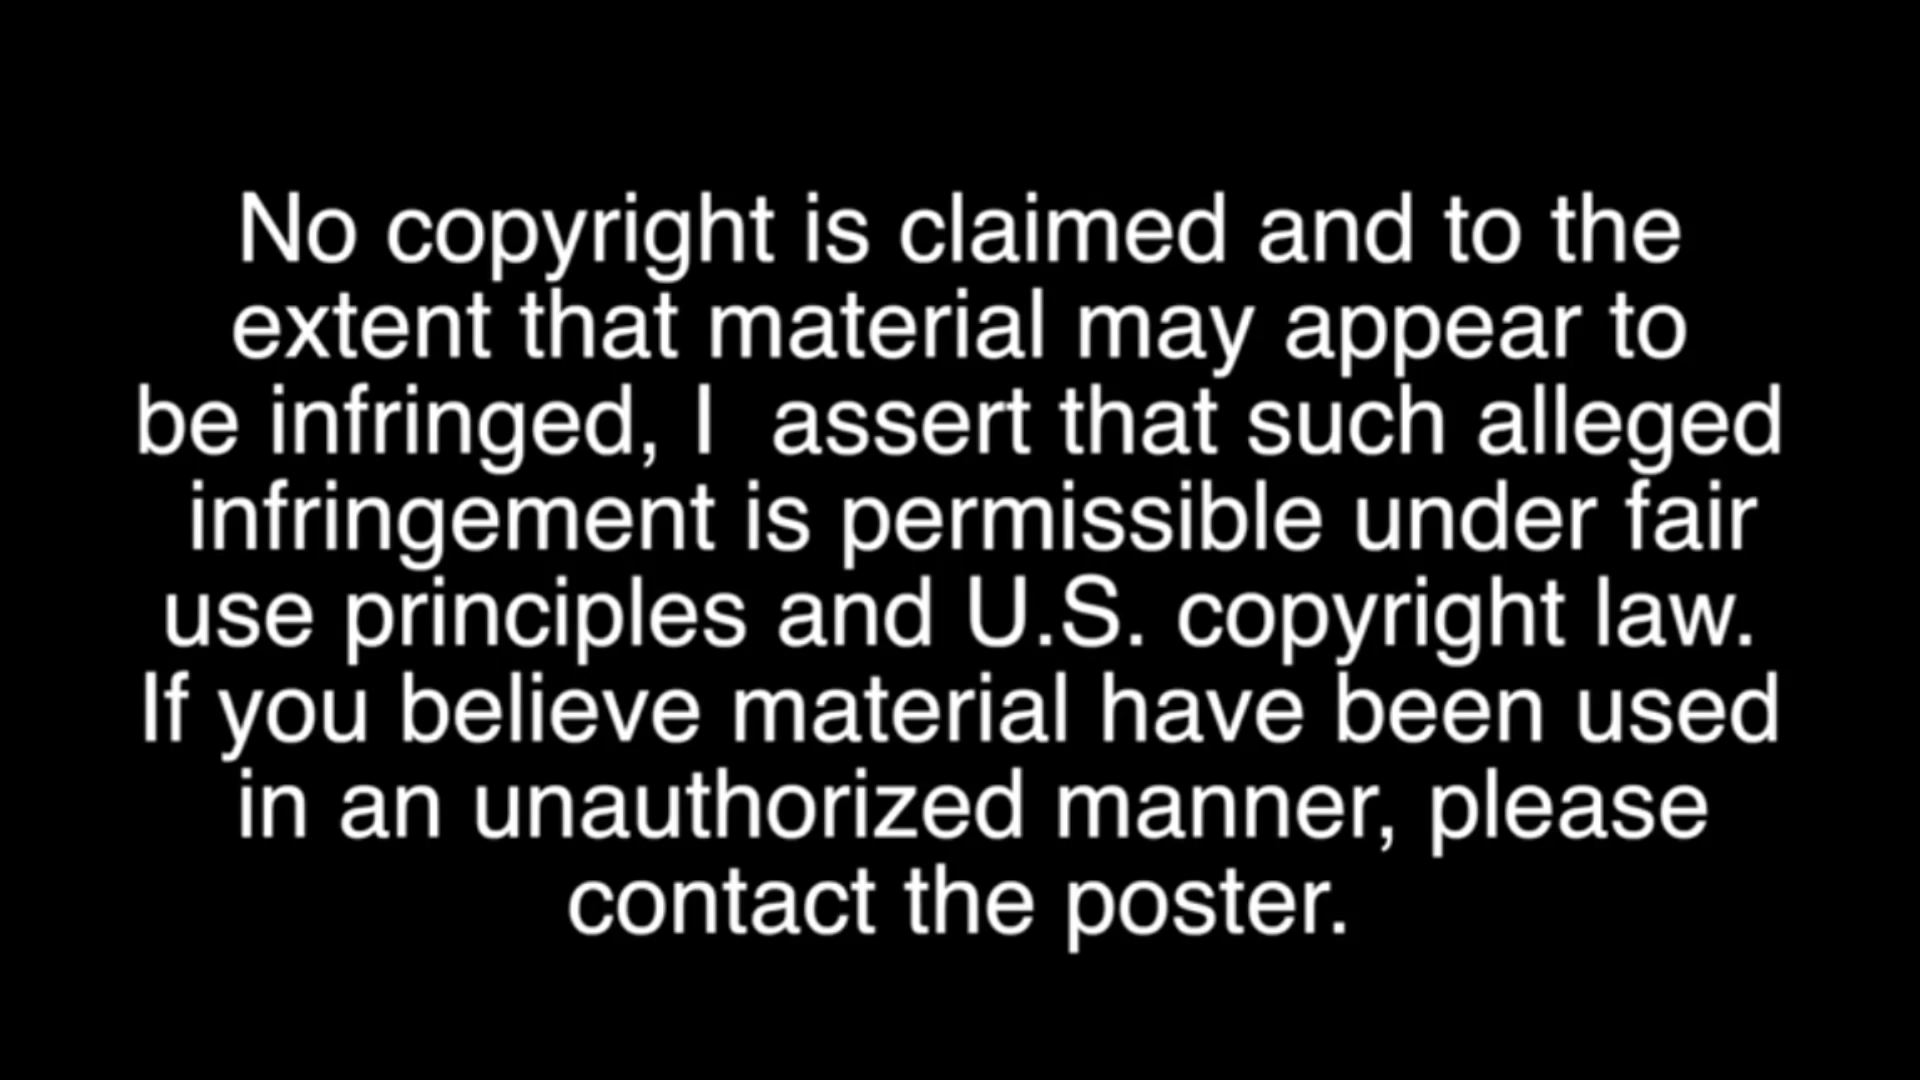 No copyright is claimed and to the
extent that material may appear to
be infringed, I  assert that such alleged
infringement is permissible under fair
use principles and U.S. copyright law.
If you believe material have been used
in an unauthorized manner, please
contact the poster.